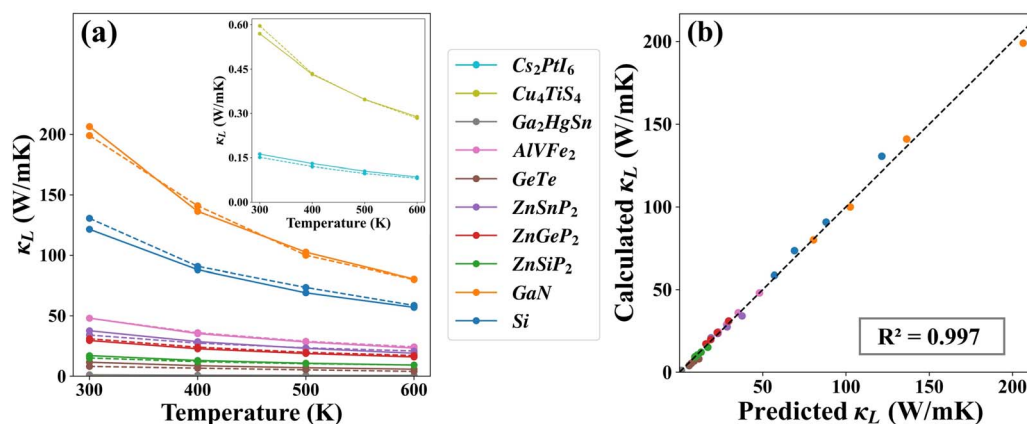 (a)
κL (W/mK)
200
150
100
50
0
300
400
500
600
Temperature (K)
κL (W/mK)
0.60
0.45
0.30
0.15
0.00
300
400
500
600
Temperature (K)
Cs2PtI6
Cu4TiS4
Ga2HgSn
AlVFe2
GeTe
ZnSnP2
ZnGeP2
ZnSiP2
GaN
Si
(b)
Calculated κL (W/mK)
200
150
100
50
0
50
100
150
200
Predicted κL (W/mK)
R² = 0.997